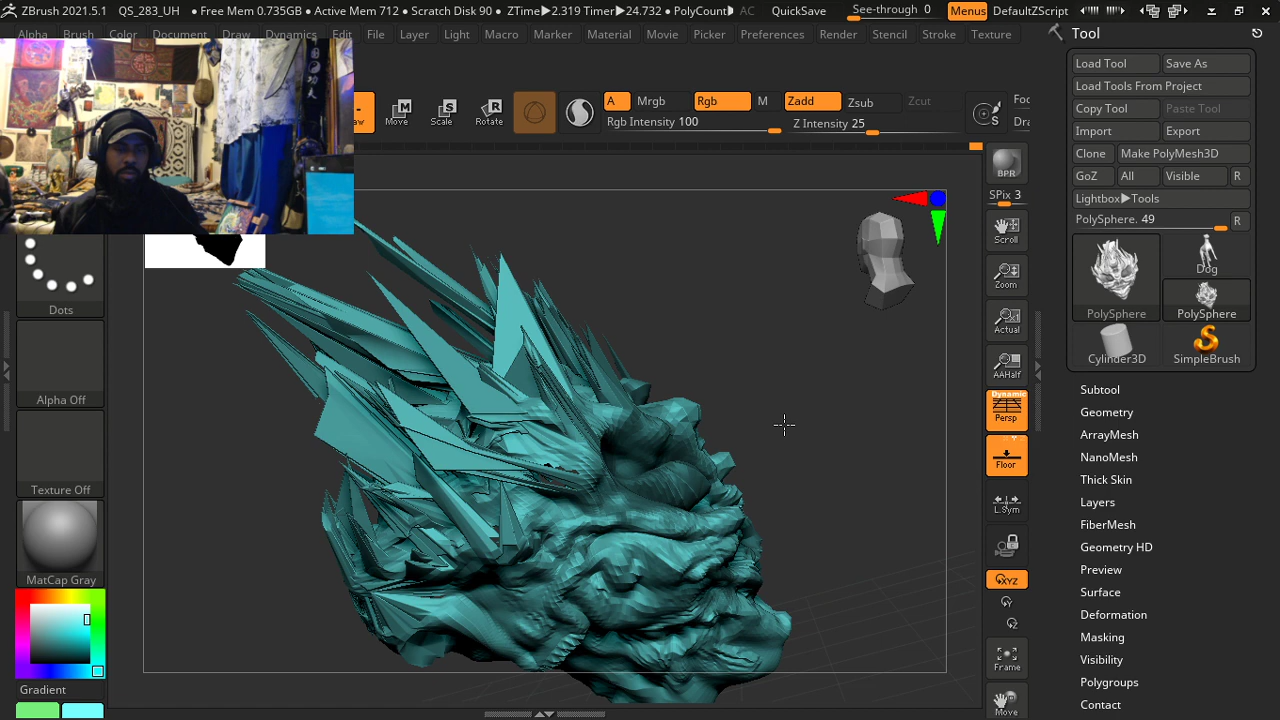 ZBrush 2021.5.1 QS_283_UH ● Free Mem 0.735GB ● Active Mem 712 ● Scratch Disk 90 ● ZTime▶2.319 Timer▶24.732 ● PolyCount▶ AC QuickSave See-through 0 Menus DefaultZScript
Alpha Brush Color Document Draw Dynamics Edit File Layer Light Macro Marker Material Movie Picker Preferences Render Stencil Stroke Texture
Move Scale Rotate
A Mrgb Rgb M Zadd Zsub Zcut
Rgb Intensity 100 Z Intensity 25
Dots
Alpha Off
Texture Off
MatCap Gray
Gradient
BPR
SPix 3
Scroll
Zoom
Actual
AAHalf
Dynamic
Persp
Floor
L.Sym
XYZ
Frame
Move
Tool
Load Tool Save As
Load Tools From Project
Copy Tool Paste Tool
Import Export
Clone Make PolyMesh3D
GoZ All Visible R
Lightbox▶Tools
PolySphere. 49 R
Dog
PolySphere PolySphere
Cylinder3D SimpleBrush
Subtool
Geometry
ArrayMesh
NanoMesh
Thick Skin
Layers
FiberMesh
Geometry HD
Preview
Surface
Deformation
Masking
Visibility
Polygroups
Contact